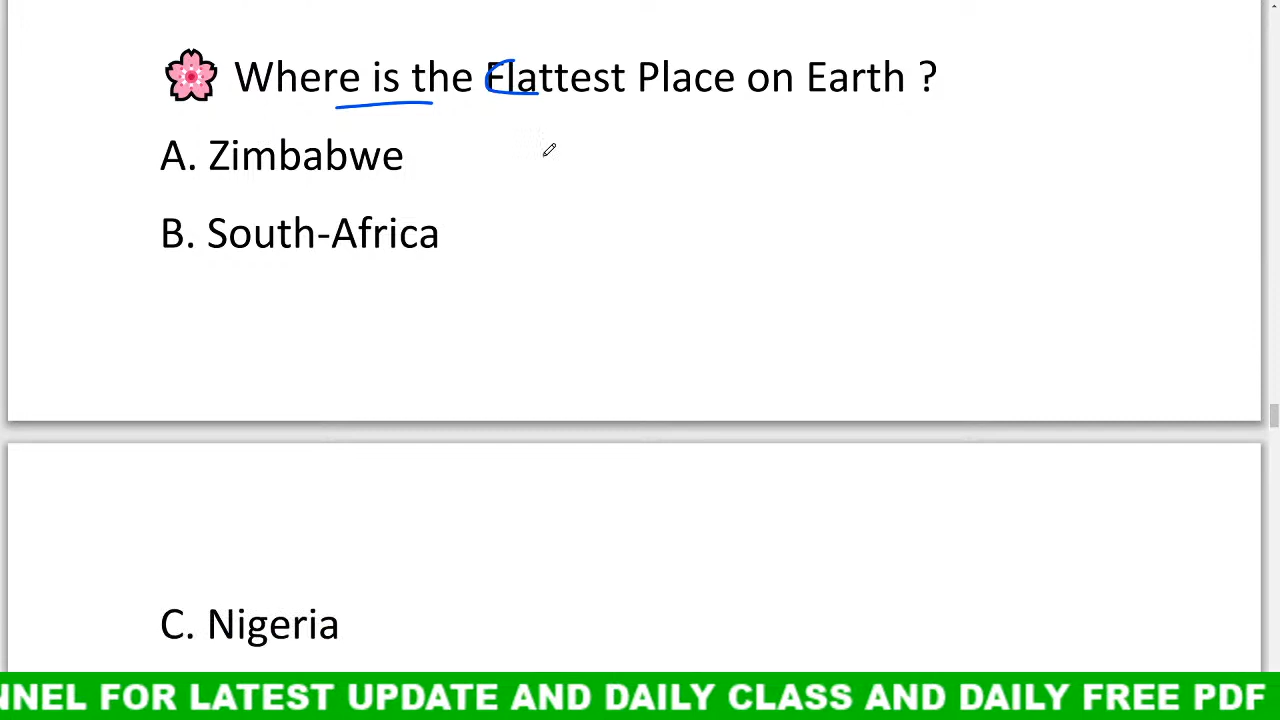 🌸 Where is the Flattest Place on Earth ?
A. Zimbabwe
B. South-Africa
C. Nigeria
NNEL FOR LATEST UPDATE AND DAILY CLASS AND DAILY FREE PDF